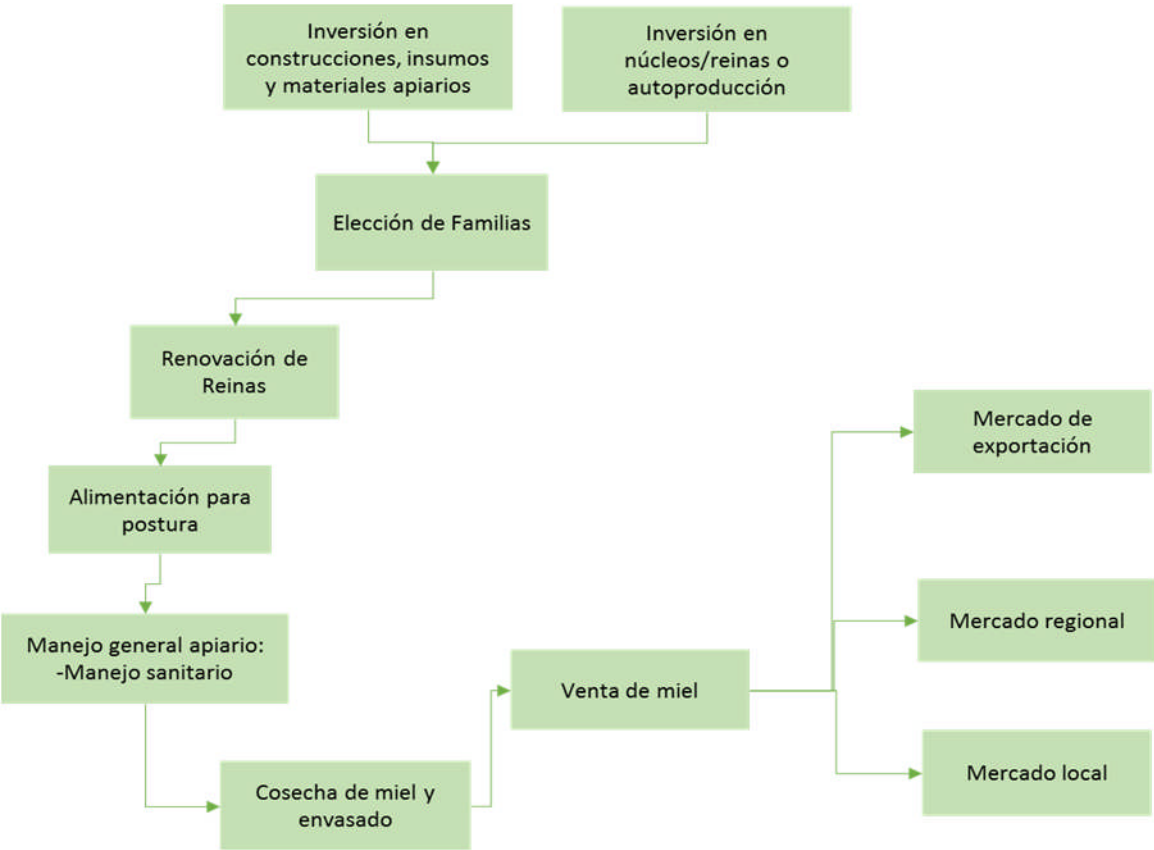 Inversión en
construcciones, insumos
y materiales apiarios
Inversión en
núcleos/reinas o
autoproducción
Elección de Familias
Renovación de
Reinas
Alimentación para
postura
Manejo general apiario:
-Manejo sanitario
Cosecha de miel y
envasado
Venta de miel
Mercado de
exportación
Mercado regional
Mercado local